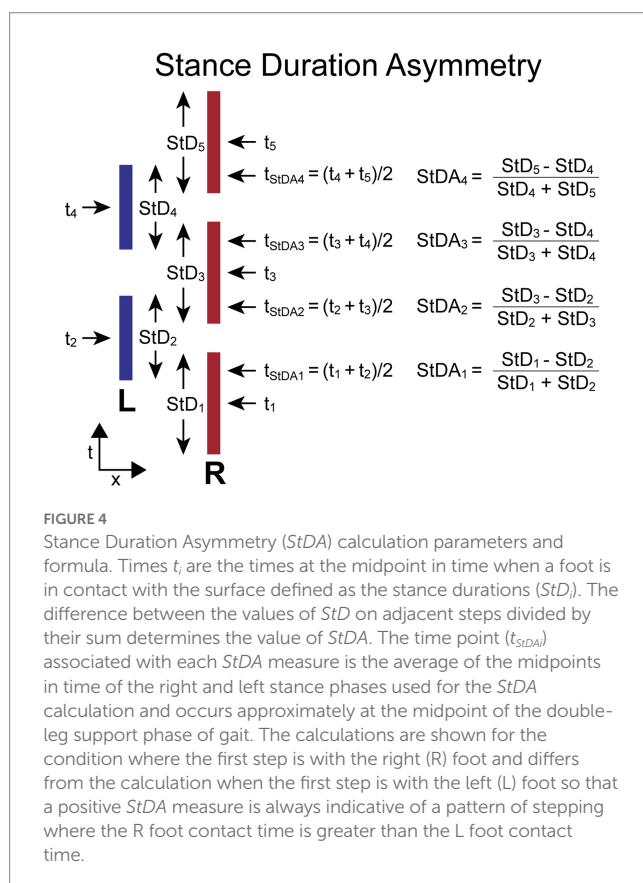 Stance Duration Asymmetry
StD₅
t₅
t_StDA4 = (t₄ + t₅)/2 StDA₄ = (StD₅ - StD₄)/(StD₄ + StD₅)
t₄
StD₄
t_StDA3 = (t₃ + t₄)/2 StDA₃ = (StD₃ - StD₄)/(StD₃ + StD₄)
StD₃
t₃
t_StDA2 = (t₂ + t₃)/2 StDA₂ = (StD₃ - StD₂)/(StD₂ + StD₃)
t₂
StD₂
t_StDA1 = (t₁ + t₂)/2 StDA₁ = (StD₁ - StD₂)/(StD₁ + StD₂)
L
StD₁
t₁
t
x
R
FIGURE 4
Stance Duration Asymmetry (StDA) calculation parameters and
formula. Times tᵢ are the times at the midpoint in time when a foot is
in contact with the surface defined as the stance durations (StDᵢ). The
difference between the values of StD on adjacent steps divided by
their sum determines the value of StDA. The time point (t_StDAi)
associated with each StDA measure is the average of the midpoints
in time of the right and left stance phases used for the StDA
calculation and occurs approximately at the midpoint of the double-
leg support phase of gait. The calculations are shown for the
condition where the first step is with the right (R) foot and differs
from the calculation when the first step is with the left (L) foot so that
a positive StDA measure is always indicative of a pattern of stepping
where the R foot contact time is greater than the L foot contact
time.